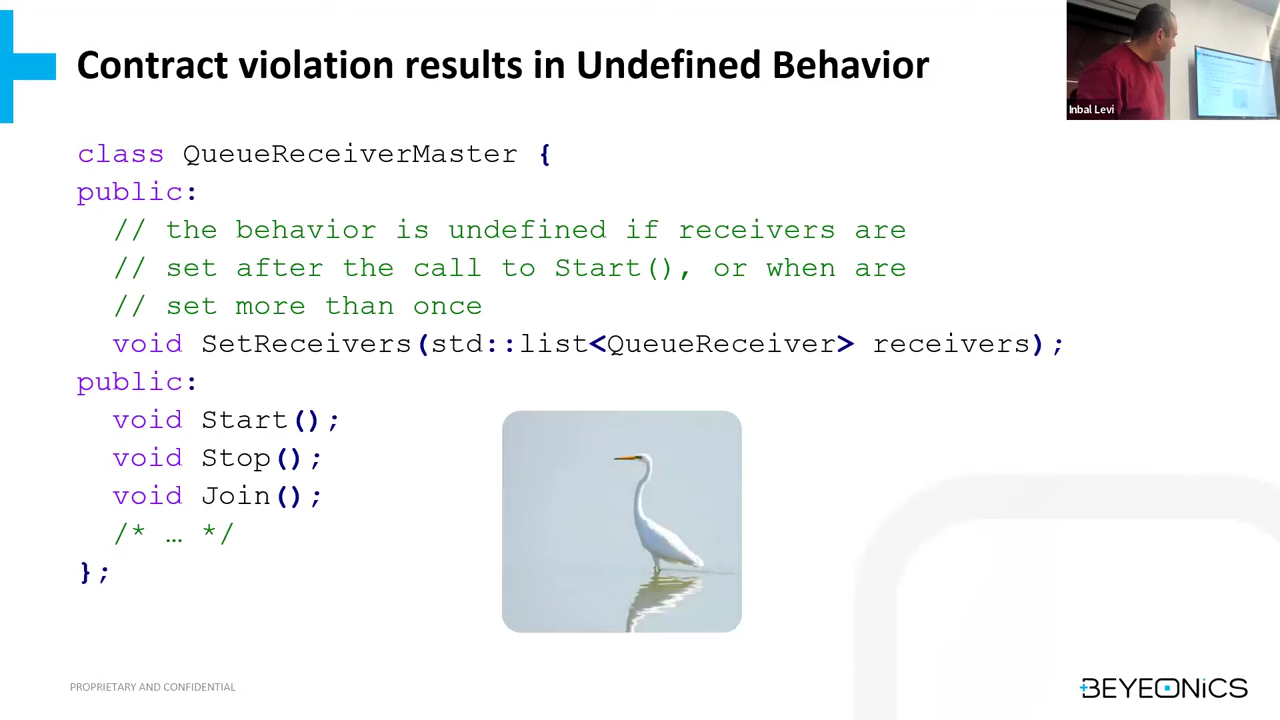 Contract violation results in Undefined Behavior
Inbal Levi
class QueueReceiverMaster {
public:
// the behavior is undefined if receivers are
// set after the call to Start(), or when are
// set more than once
void SetReceivers(std::list<QueueReceiver> receivers);
public:
void Start();
void Stop();
void Join();
/* … */
};
PROPRIETARY AND CONFIDENTIAL
BEYEONiCS